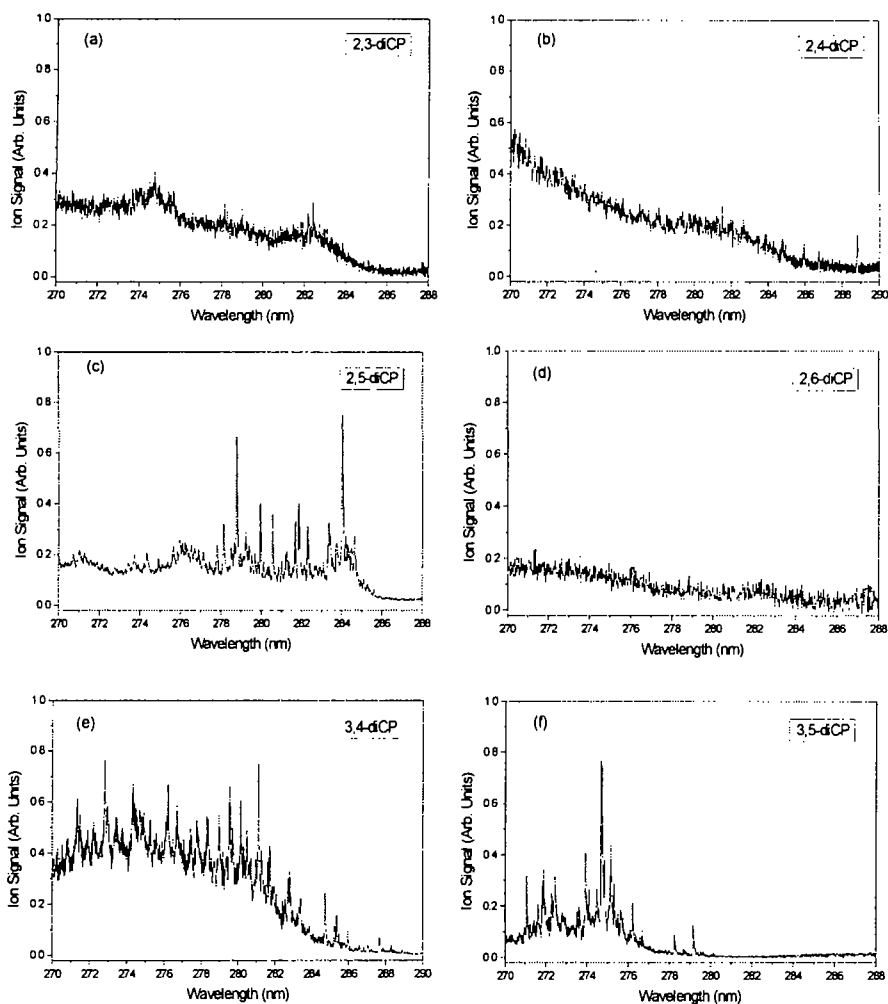 (a)
2,3-diCP
Ion Signal (Arb. Units)
1.0
0.8
0.6
0.4
0.2
0.0
270 272 274 276 278 280 282 284 286 288
Wavelength (nm)
(b)
2,4-diCP
Ion Signal (Arb. Units)
1.0
0.8
0.6
0.4
0.2
0.0
270 272 274 276 278 280 282 284 286 288 290
Wavelength (nm)
(c)
2,5-diCP
Ion Signal (Arb. Units)
1.0
0.8
0.6
0.4
0.2
0.0
270 272 274 276 278 280 282 284 286 288
Wavelength (nm)
(d)
2,6-diCP
Ion Signal (Arb. Units)
1.0
0.8
0.6
0.4
0.2
0.0
270 272 274 276 278 280 282 284 286 288
Wavelength (nm)
(e)
3,4-diCP
Ion Signal (Arb. Units)
1.0
0.8
0.6
0.4
0.2
0.0
270 272 274 276 278 280 282 284 286 288 290
Wavelength (nm)
(f)
3,5-diCP
Ion Signal (Arb. Units)
1.0
0.8
0.6
0.4
0.2
0.0
270 272 274 276 278 280 266 268
Wavelength (nm)